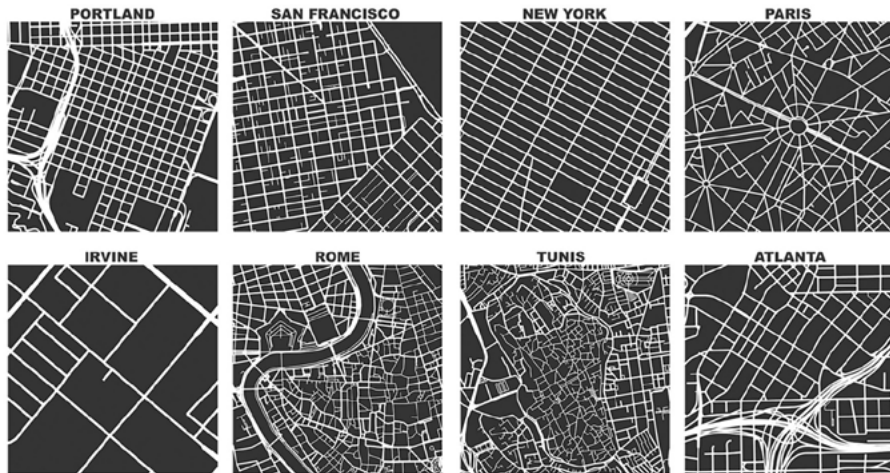 PORTLAND
SAN FRANCISCO
NEW YORK
PARIS
IRVINE
ROME
TUNIS
ATLANTA